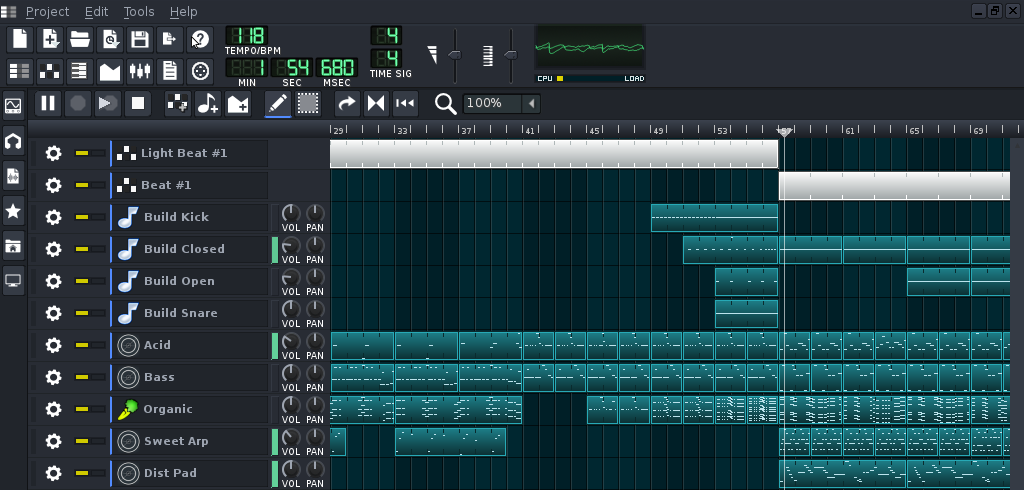 Project Edit Tools Help
118
TEMPO/BPM
1 54 680
MIN SEC MSEC
4
4
TIME SIG
CPU LOAD
100%
29 33 37 41 45 49 53 57 61 65 69
Light Beat #1
Beat #1
Build Kick VOL PAN
Build Closed VOL PAN
Build Open VOL PAN
Build Snare VOL PAN
Acid VOL PAN
Bass VOL PAN
Organic VOL PAN
Sweet Arp VOL PAN
Dist Pad VOL PAN